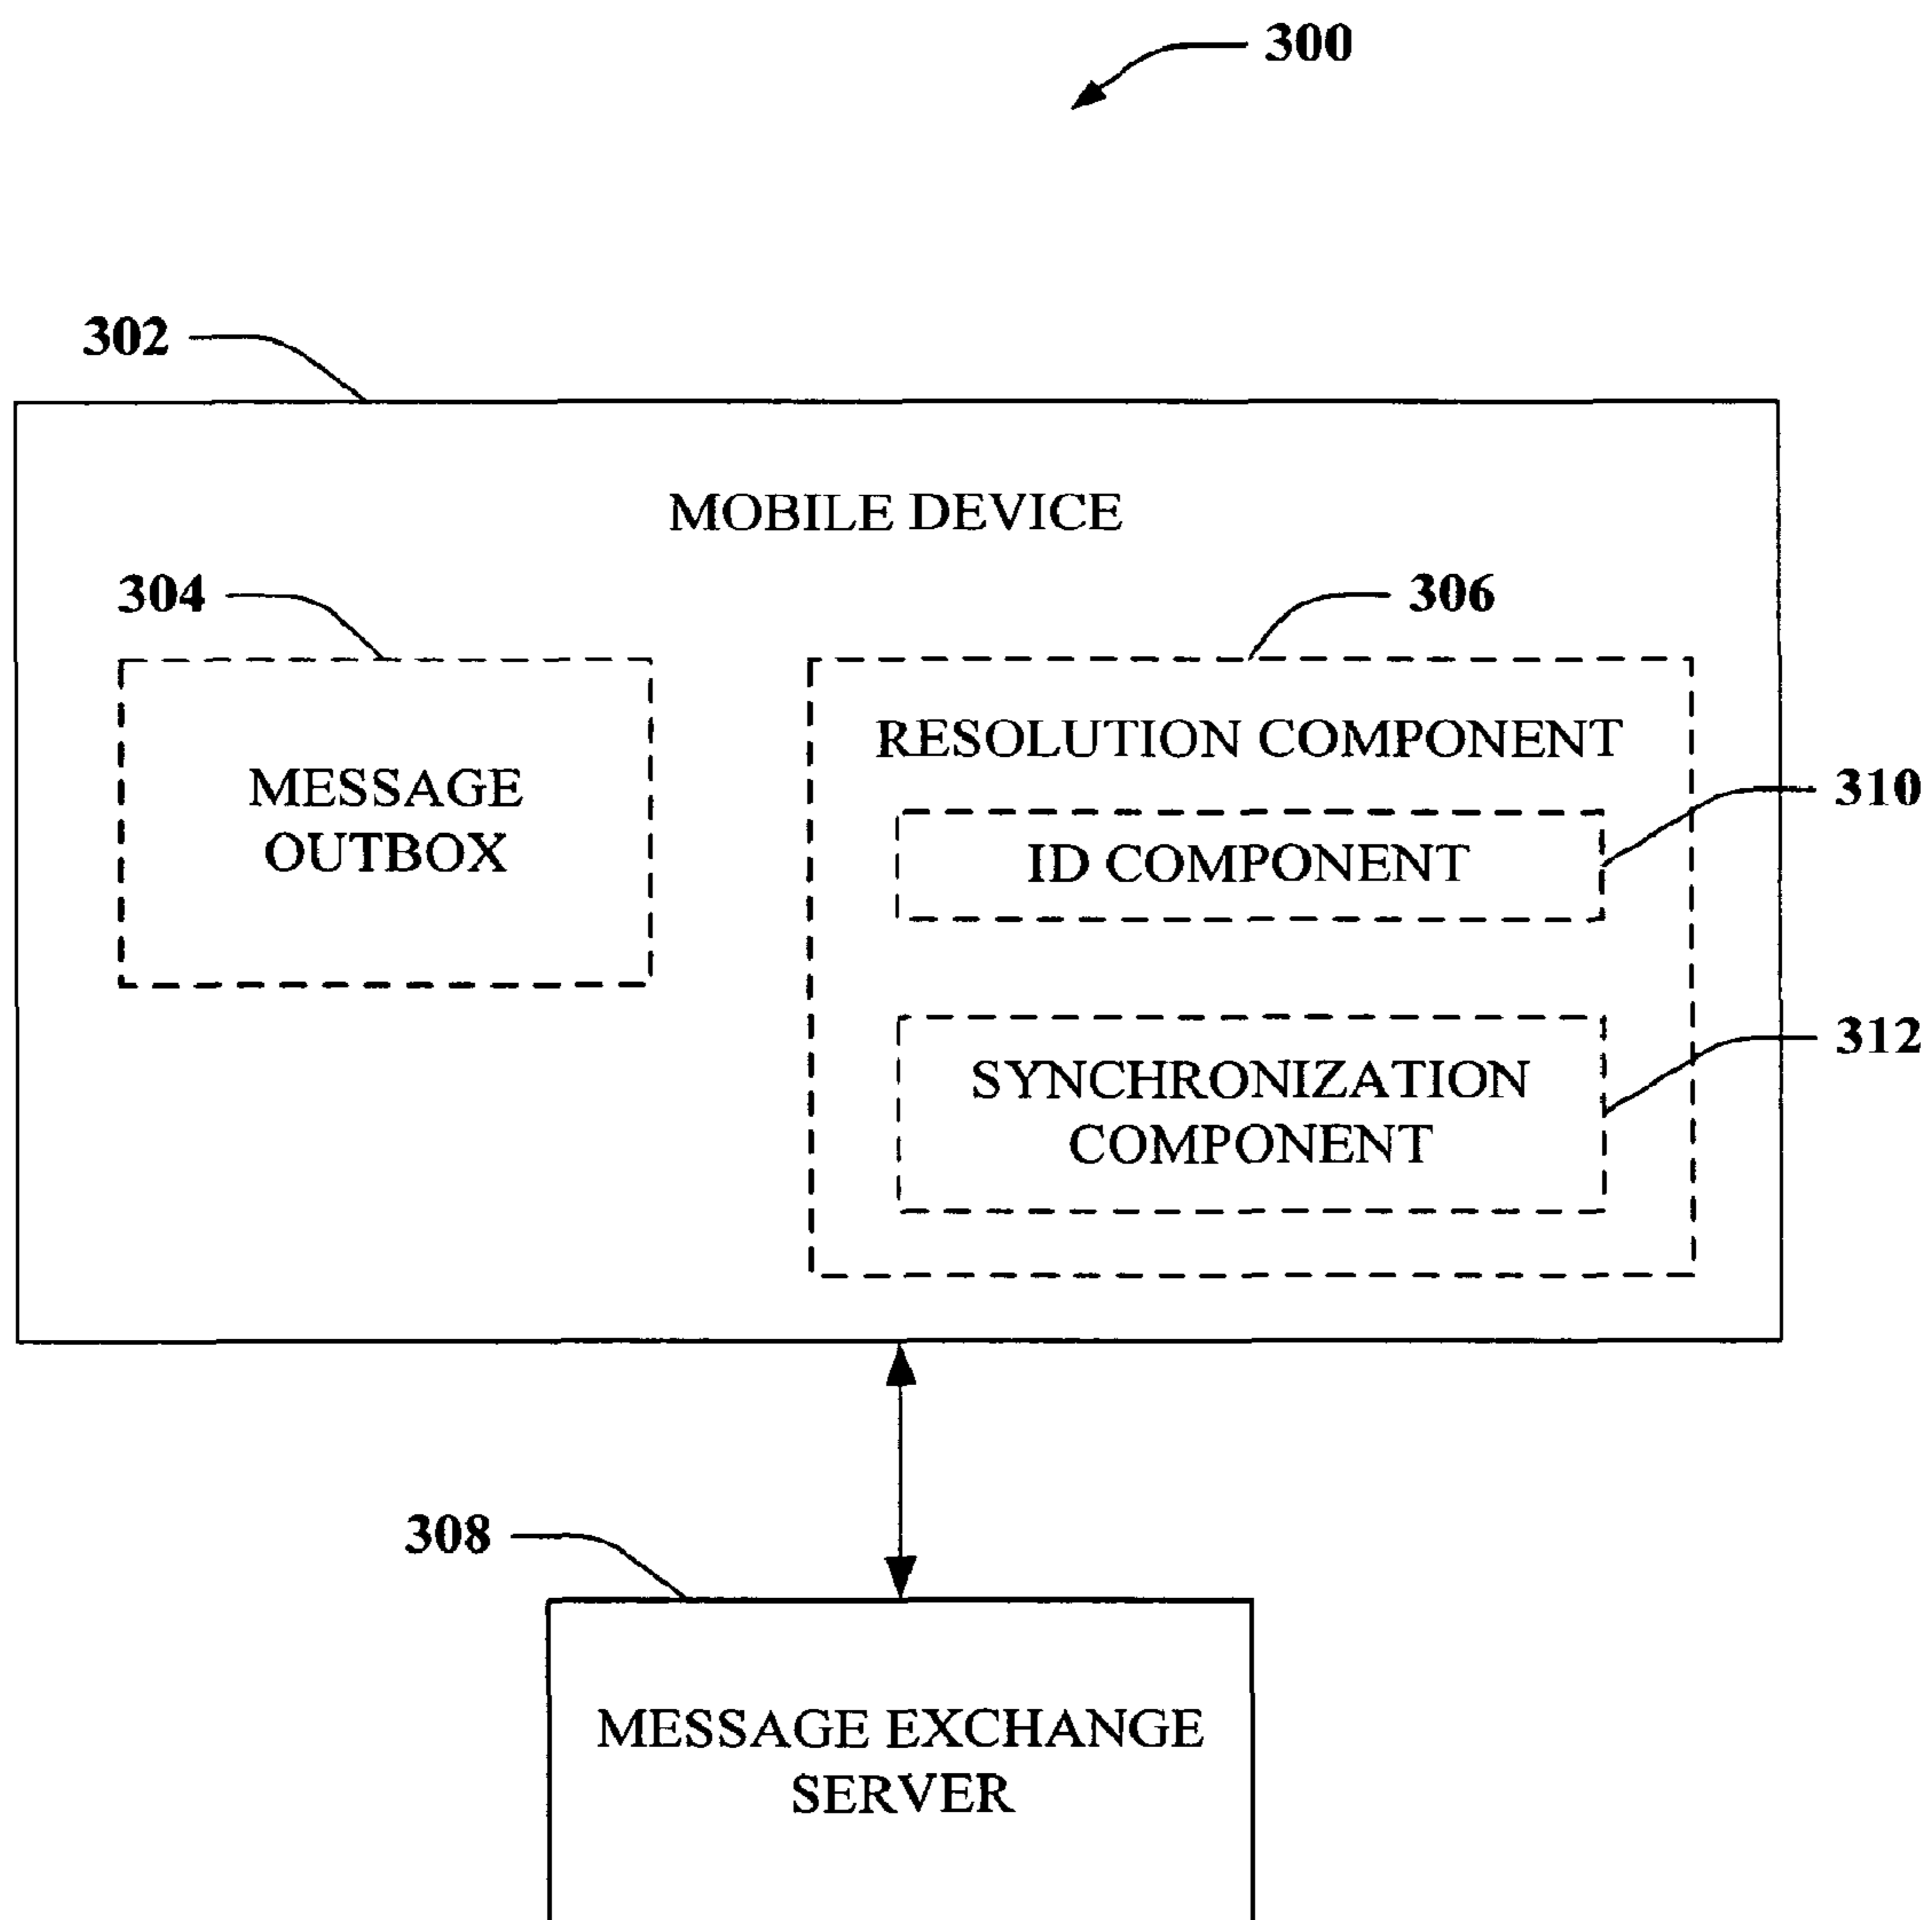 300
302
MOBILE DEVICE
304
306
MESSAGE
OUTBOX
RESOLUTION COMPONENT
310
ID COMPONENT
312
SYNCHRONIZATION
COMPONENT
308
MESSAGE EXCHANGE
SERVER